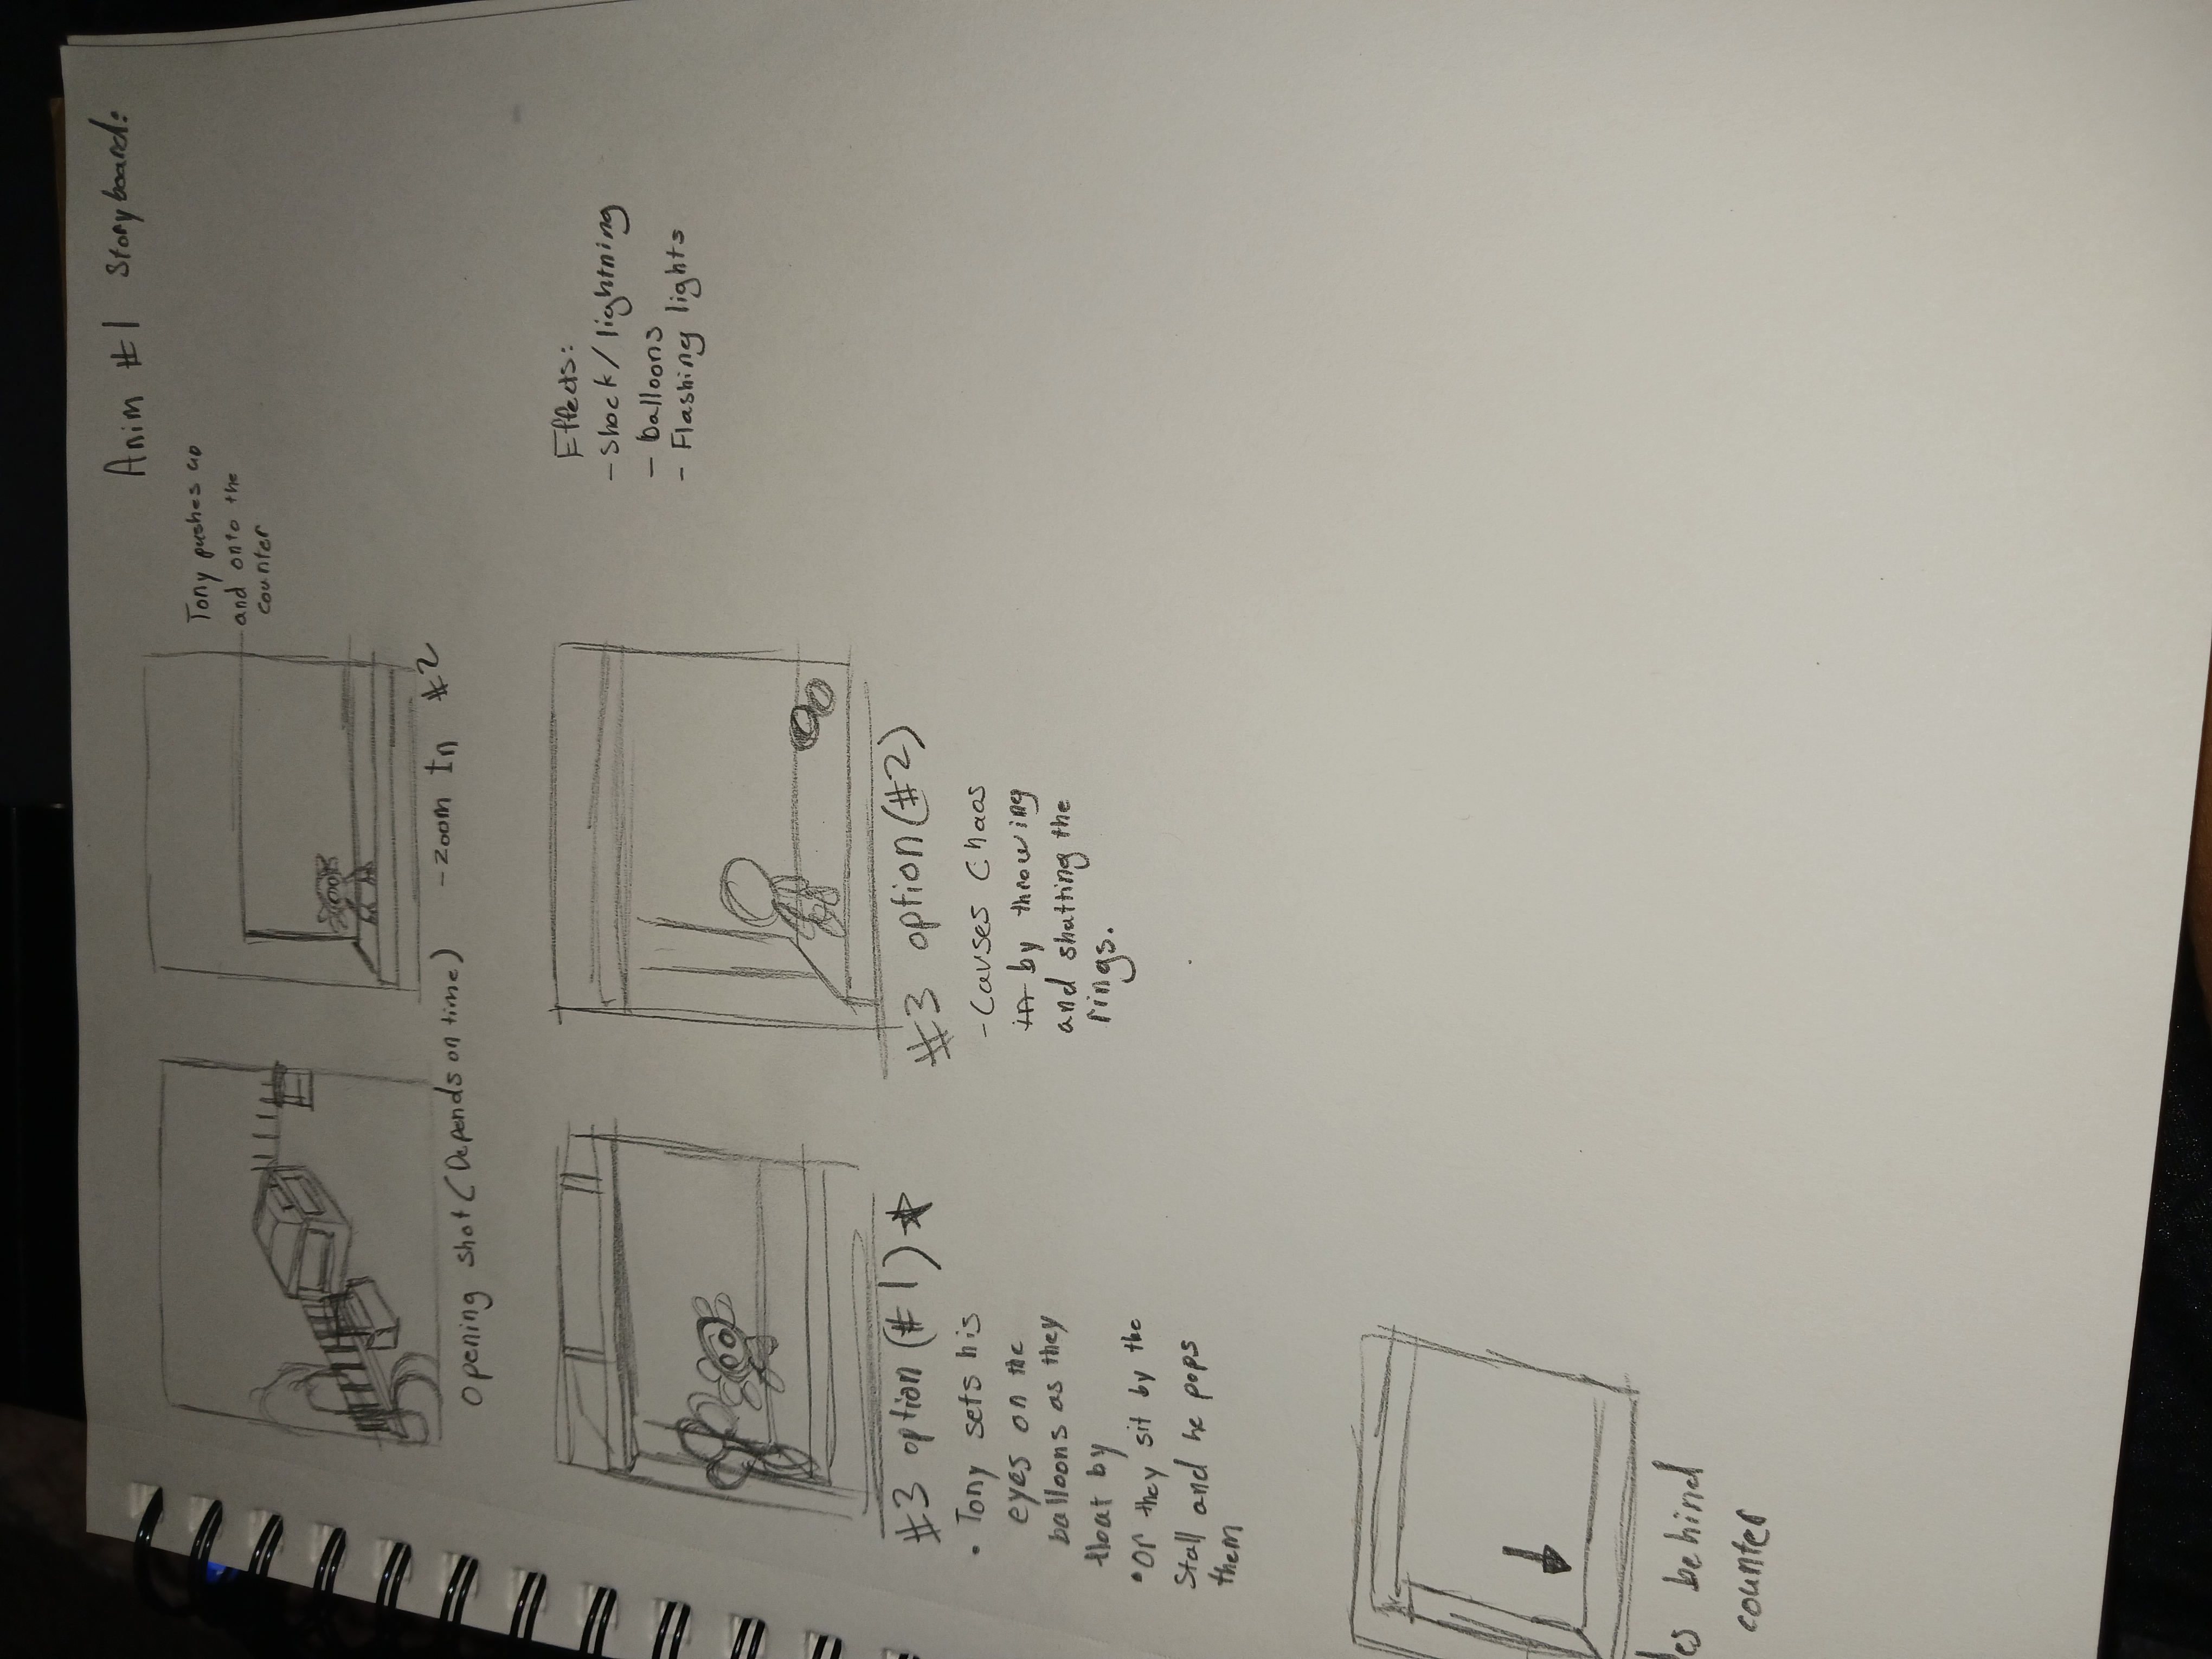 Anim #1 Storyboard:
Tony pushes up
and onto the
counter
Opening shot (Depends on time)
- Zoom In #2
Effects:
- Shock / lightning
- balloons
- Flashing lights
#3 option (#1) ★
• Tony sets his
eyes on the
balloons as they
float by
• Or they sit by the
Stall and he pops
them
#3 option (#2)
- Causes Chaos
in by throwing
and shatting the
rings.
behind
counter